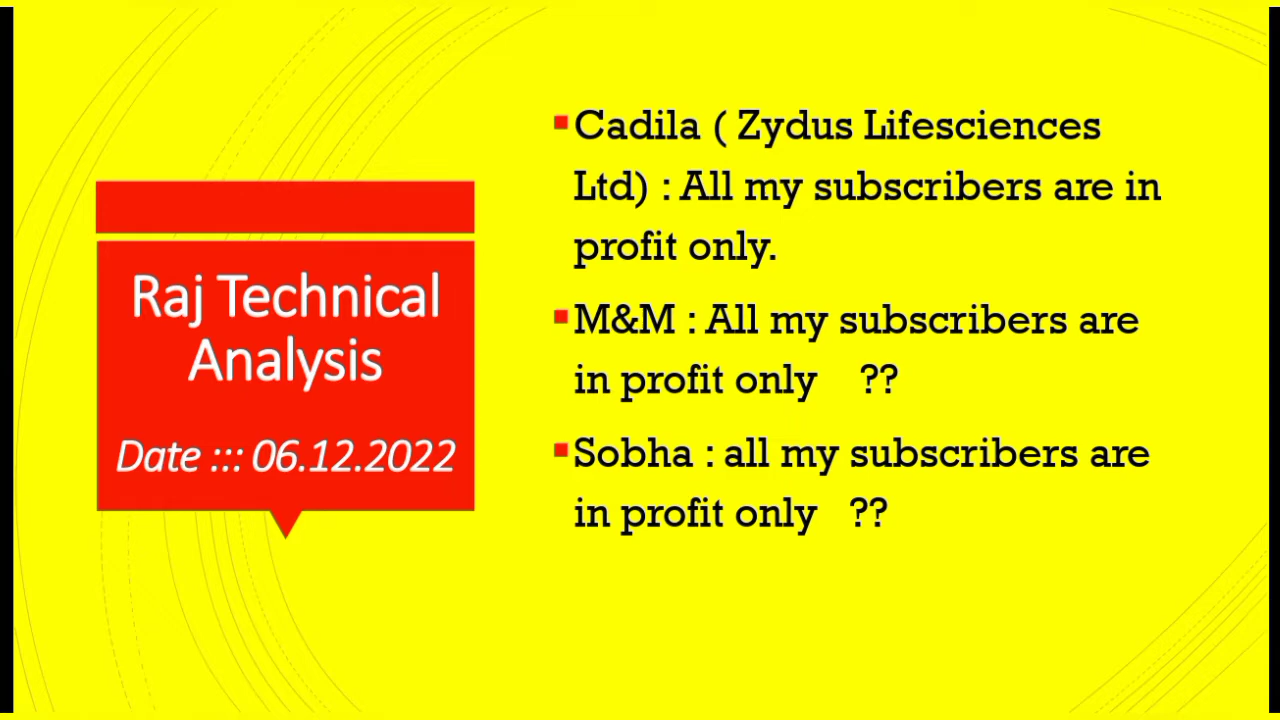 Raj Technical
Analysis
Date ::: 06.12.2022
Cadila ( Zydus Lifesciences
Ltd) : All my subscribers are in
profit only.
M&M : All my subscribers are
in profit only ??
Sobha : all my subscribers are
in profit only ??